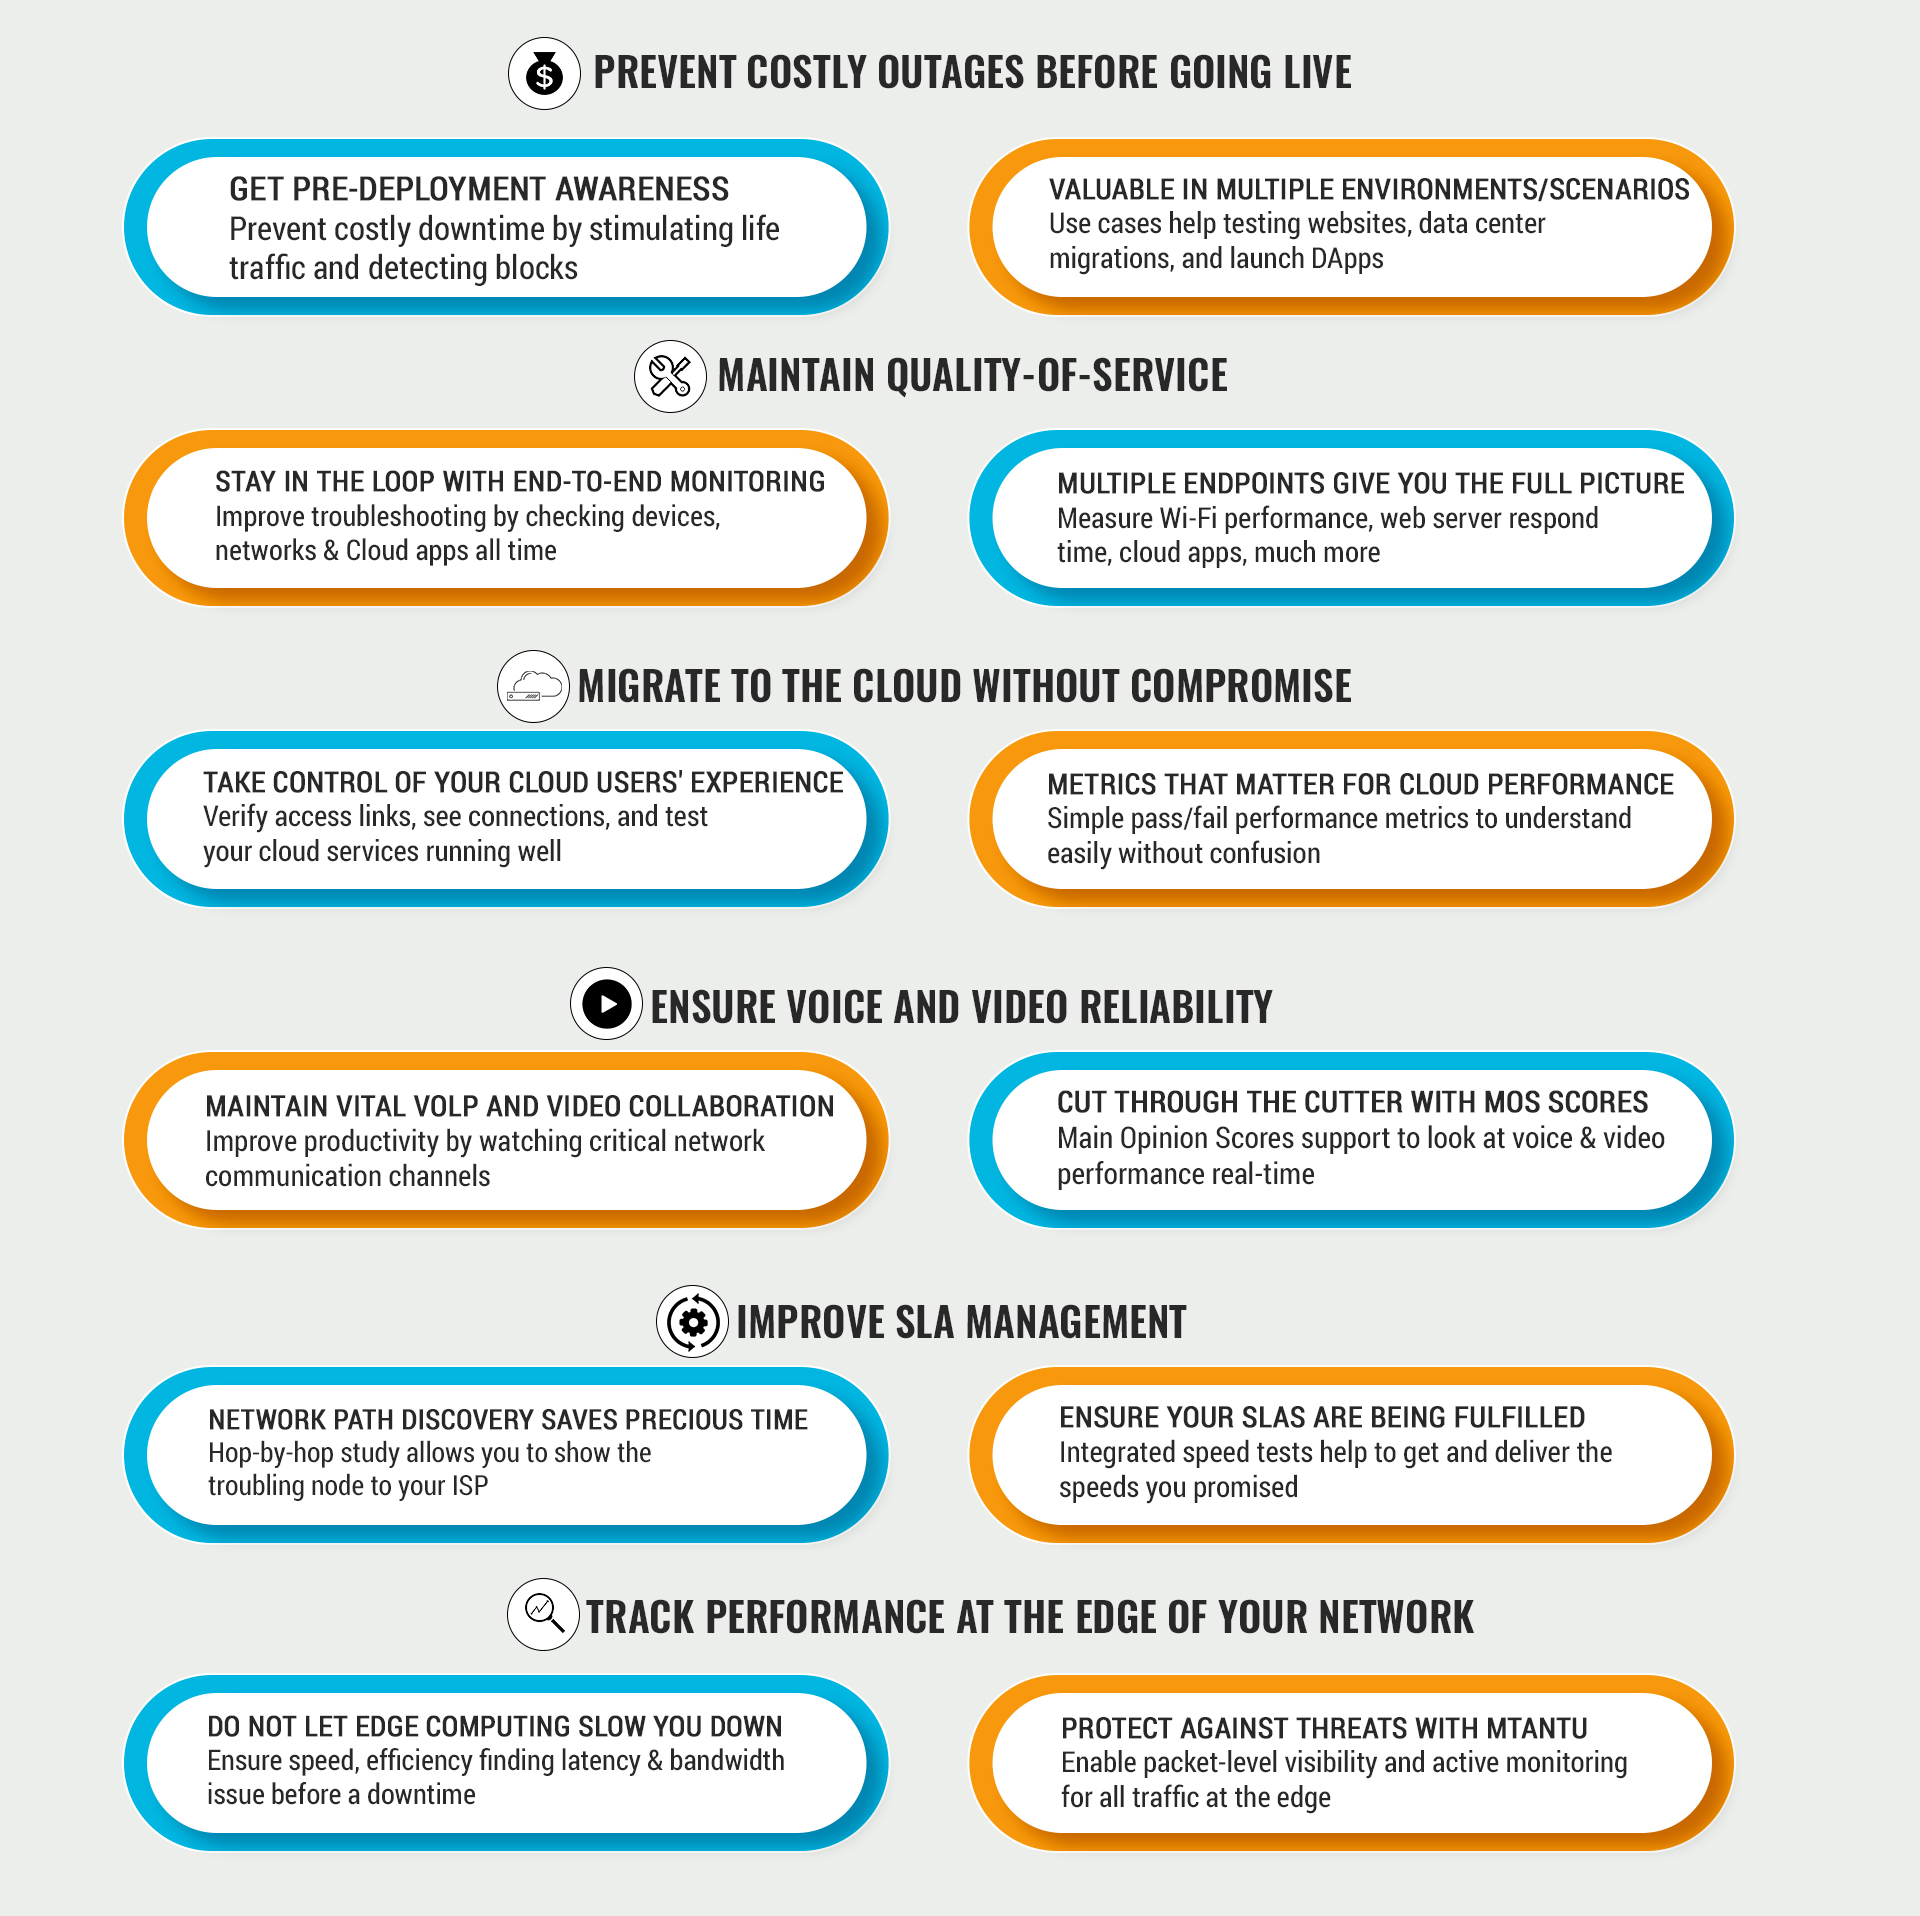 PREVENT COSTLY OUTAGES BEFORE GOING LIVE
GET PRE-DEPLOYMENT AWARENESS
Prevent costly downtime by stimulating life
traffic and detecting blocks
VALUABLE IN MULTIPLE ENVIRONMENTS/SCENARIOS
Use cases help testing websites, data center
migrations, and launch DApps
MAINTAIN QUALITY-OF-SERVICE
STAY IN THE LOOP WITH END-TO-END MONITORING
Improve troubleshooting by checking devices,
networks & Cloud apps all time
MULTIPLE ENDPOINTS GIVE YOU THE FULL PICTURE
Measure Wi-Fi performance, web server respond
time, cloud apps, much more
MIGRATE TO THE CLOUD WITHOUT COMPROMISE
TAKE CONTROL OF YOUR CLOUD USERS' EXPERIENCE
Verify access links, see connections, and test
your cloud services running well
METRICS THAT MATTER FOR CLOUD PERFORMANCE
Simple pass/fail performance metrics to understand
easily without confusion
ENSURE VOICE AND VIDEO RELIABILITY
MAINTAIN VITAL VOLP AND VIDEO COLLABORATION
Improve productivity by watching critical network
communication channels
CUT THROUGH THE CUTTER WITH MOS SCORES
Main Opinion Scores support to look at voice & video
performance real-time
IMPROVE SLA MANAGEMENT
NETWORK PATH DISCOVERY SAVES PRECIOUS TIME
Hop-by-hop study allows you to show the
troubling node to your ISP
ENSURE YOUR SLAS ARE BEING FULFILLED
Integrated speed tests help to get and deliver the
speeds you promised
TRACK PERFORMANCE AT THE EDGE OF YOUR NETWORK
DO NOT LET EDGE COMPUTING SLOW YOU DOWN
Ensure speed, efficiency finding latency & bandwidth
issue before a downtime
PROTECT AGAINST THREATS WITH MTANTU
Enable packet-level visibility and active monitoring
for all traffic at the edge